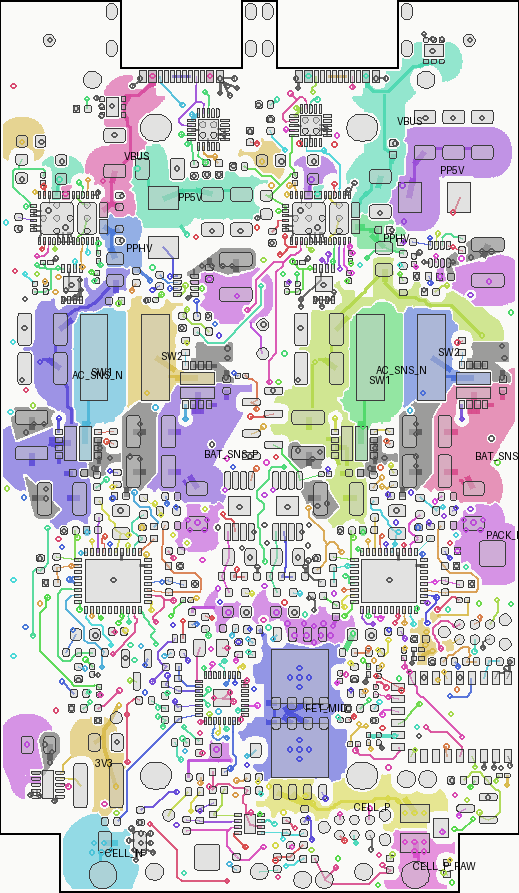 VBUS
VBUS
PP5V
PP5V
PPHV
PPHV
SW2
SW2
AC_SNS_N
AC_SNS_N
SW1
BAT_SNS_P
BAT_SNS
PACK_
FET_MID
3V3
CELL_P
CELL_N
CELL_P_RAW